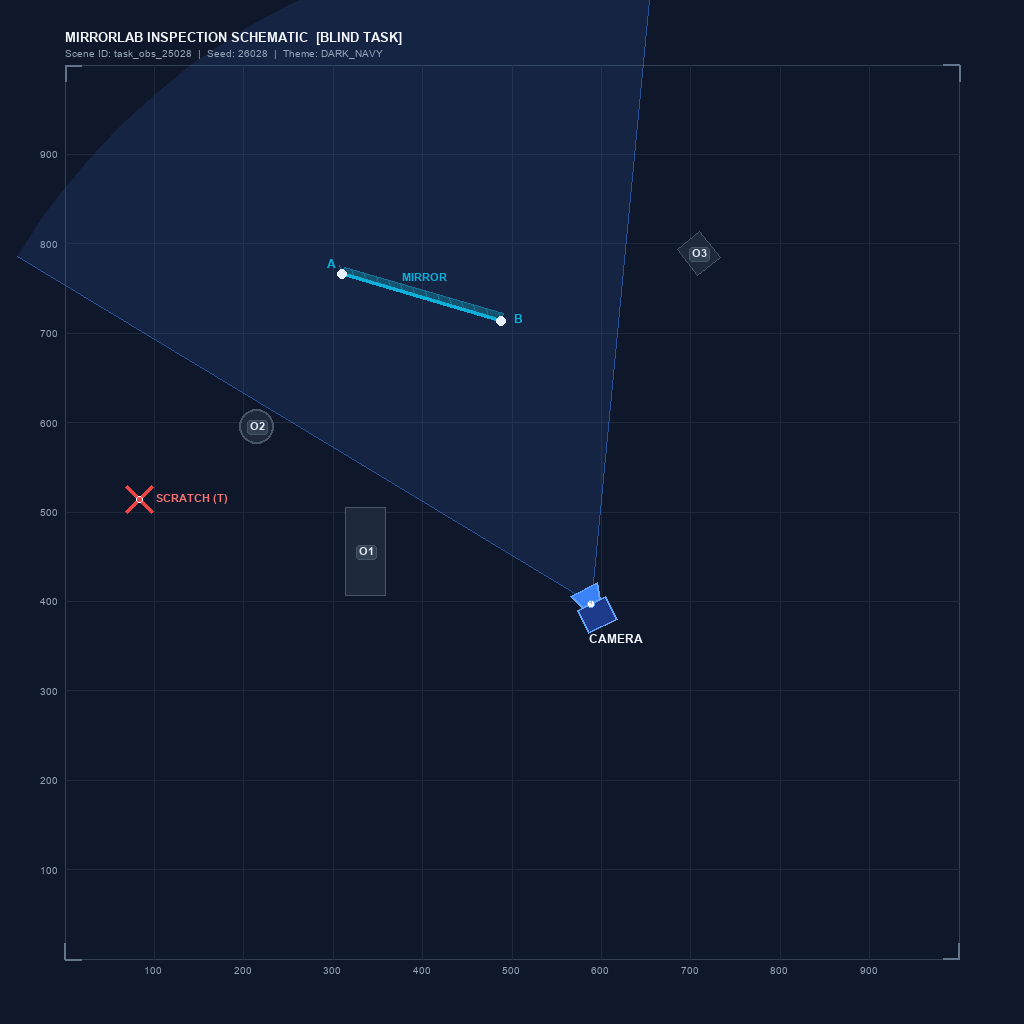 MIRRORLAB INSPECTION SCHEMATIC [BLIND TASK]
Scene ID: task_obs_25028 | Seed: 26028 | Theme: DARK_NAVY
900
800
700
600
500
400
300
200
100
A
MIRROR
B
O3
O2
SCRATCH (T)
O1
CAMERA
100 200 300 400 500 600 700 800 900